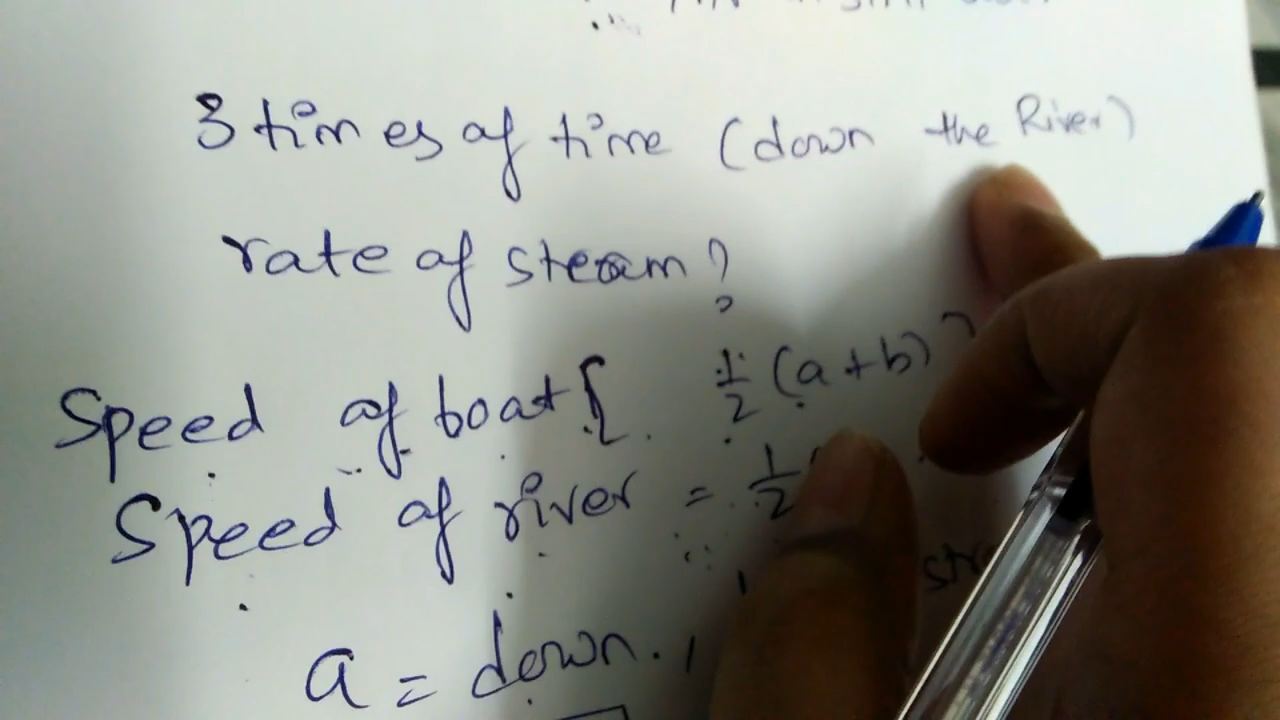 3 times of time (down the River)
rate of steam?
Speed of boat { 1/2 (a+b)
Speed of river = 1/2
a = down.